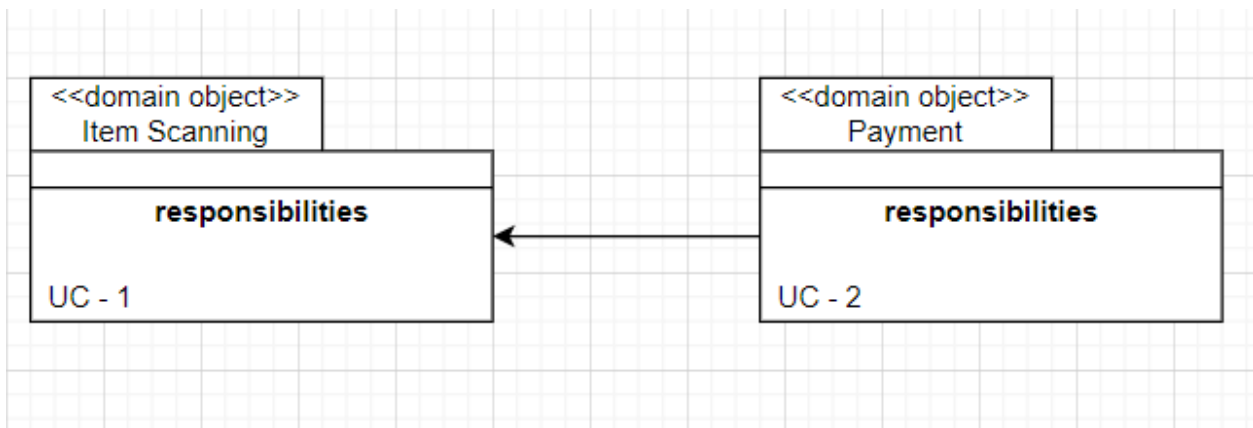 <<domain object>>
Item Scanning
responsibilities
UC - 1
<<domain object>>
Payment
responsibilities
UC - 2